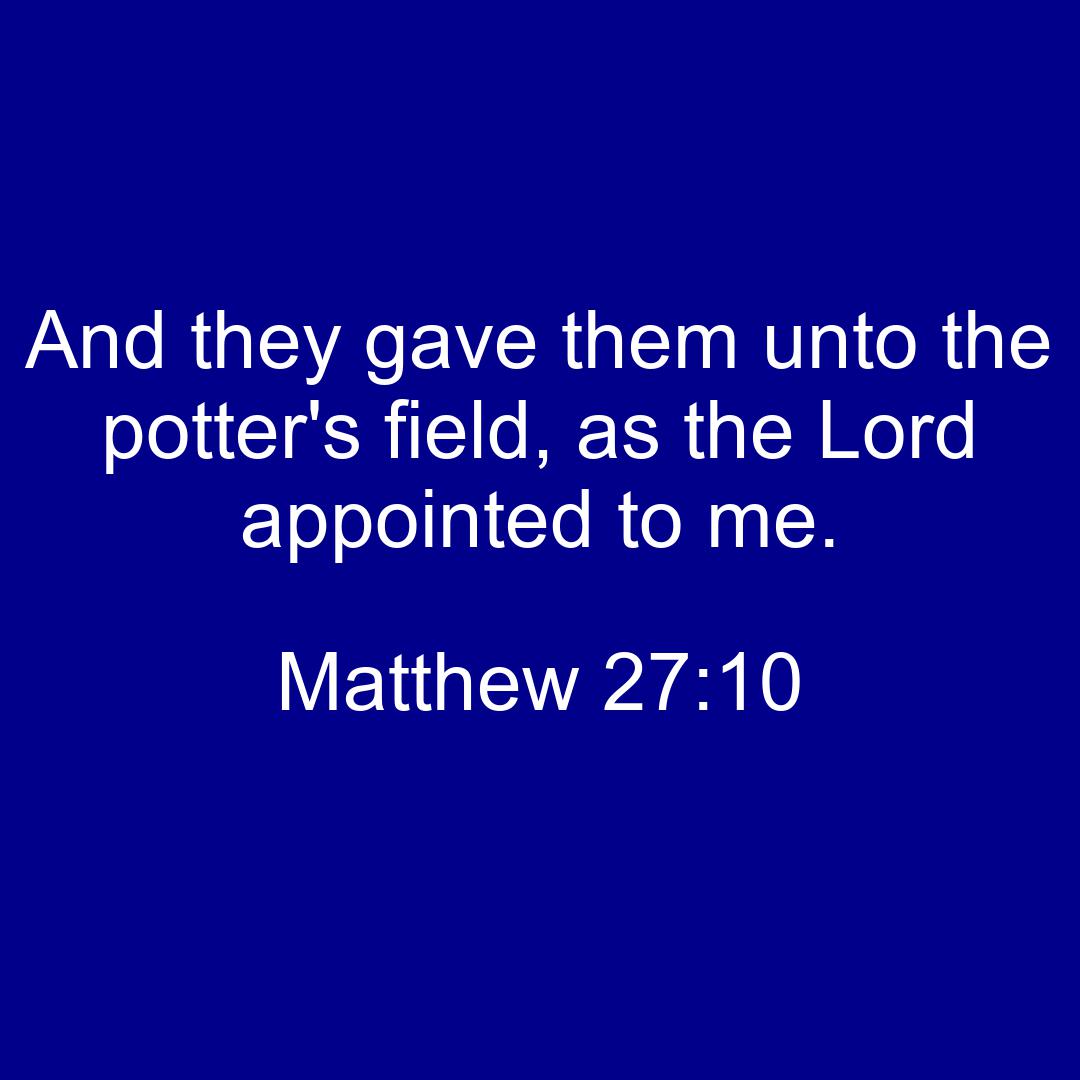 And they gave them unto the
potter's field, as the Lord
appointed to me.
Matthew 27:10